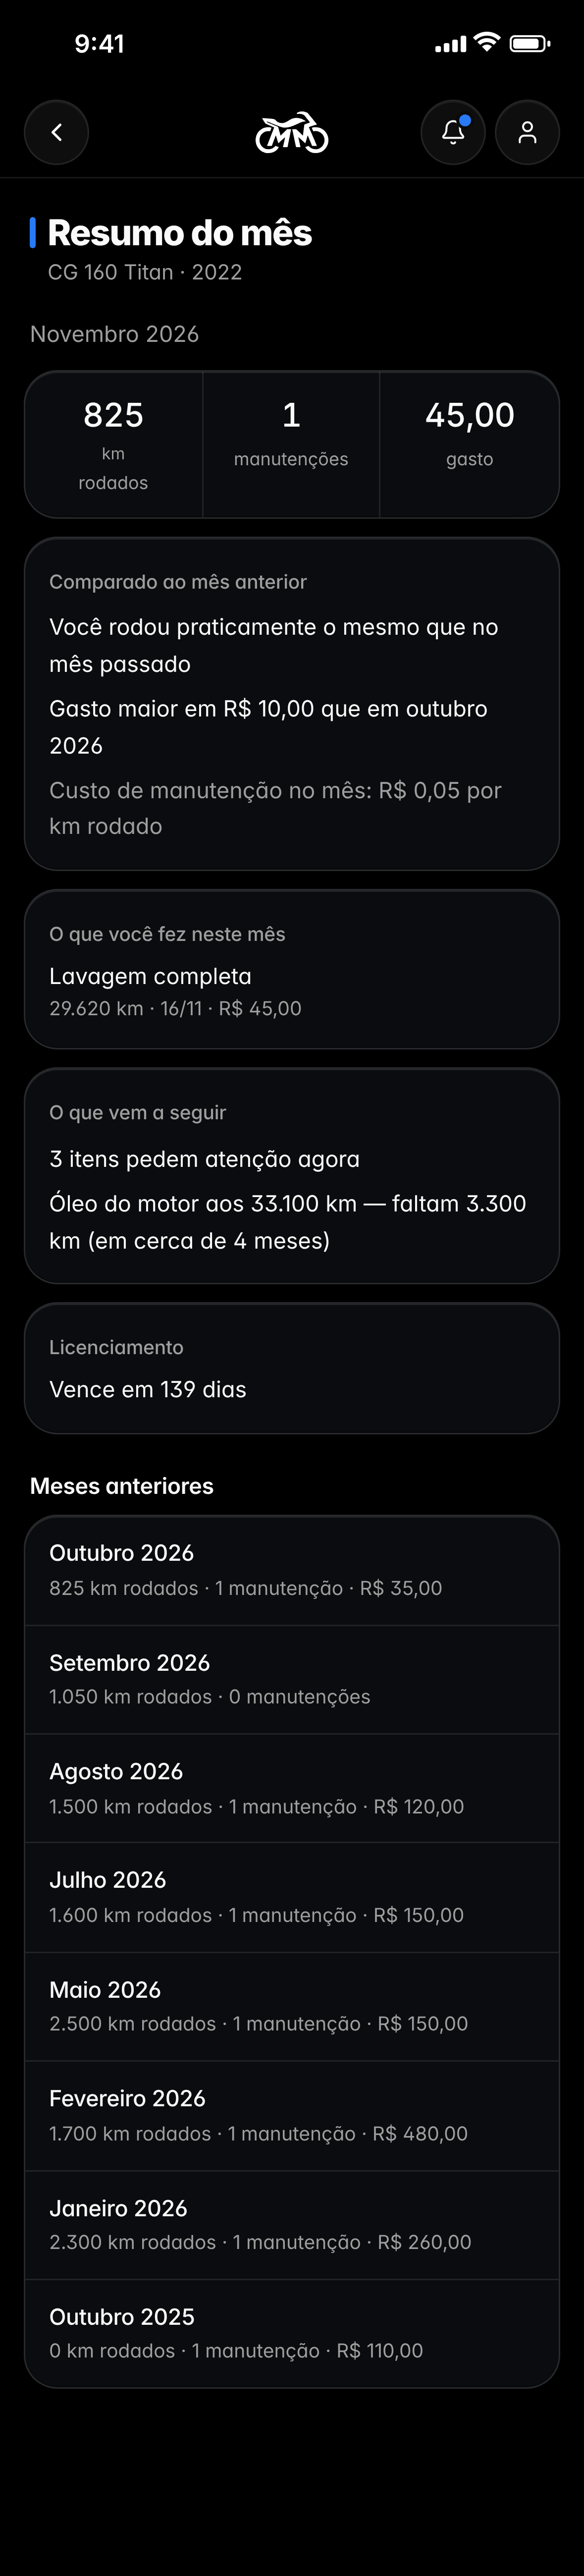 9:41
MM
Resumo do mês
CG 160 Titan · 2022
Novembro 2026
825
km
rodados
1
manutenções
45,00
gasto
Comparado ao mês anterior
Você rodou praticamente o mesmo que no
mês passado
Gasto maior em R$ 10,00 que em outubro
2026
Custo de manutenção no mês: R$ 0,05 por
km rodado
O que você fez neste mês
Lavagem completa
29.620 km · 16/11 · R$ 45,00
O que vem a seguir
3 itens pedem atenção agora
Óleo do motor aos 33.100 km — faltam 3.300
km (em cerca de 4 meses)
Licenciamento
Vence em 139 dias
Meses anteriores
Outubro 2026
825 km rodados · 1 manutenção · R$ 35,00
Setembro 2026
1.050 km rodados · 0 manutenções
Agosto 2026
1.500 km rodados · 1 manutenção · R$ 120,00
Julho 2026
1.600 km rodados · 1 manutenção · R$ 150,00
Maio 2026
2.500 km rodados · 1 manutenção · R$ 150,00
Fevereiro 2026
1.700 km rodados · 1 manutenção · R$ 480,00
Janeiro 2026
2.300 km rodados · 1 manutenção · R$ 260,00
Outubro 2025
0 km rodados · 1 manutenção · R$ 110,00